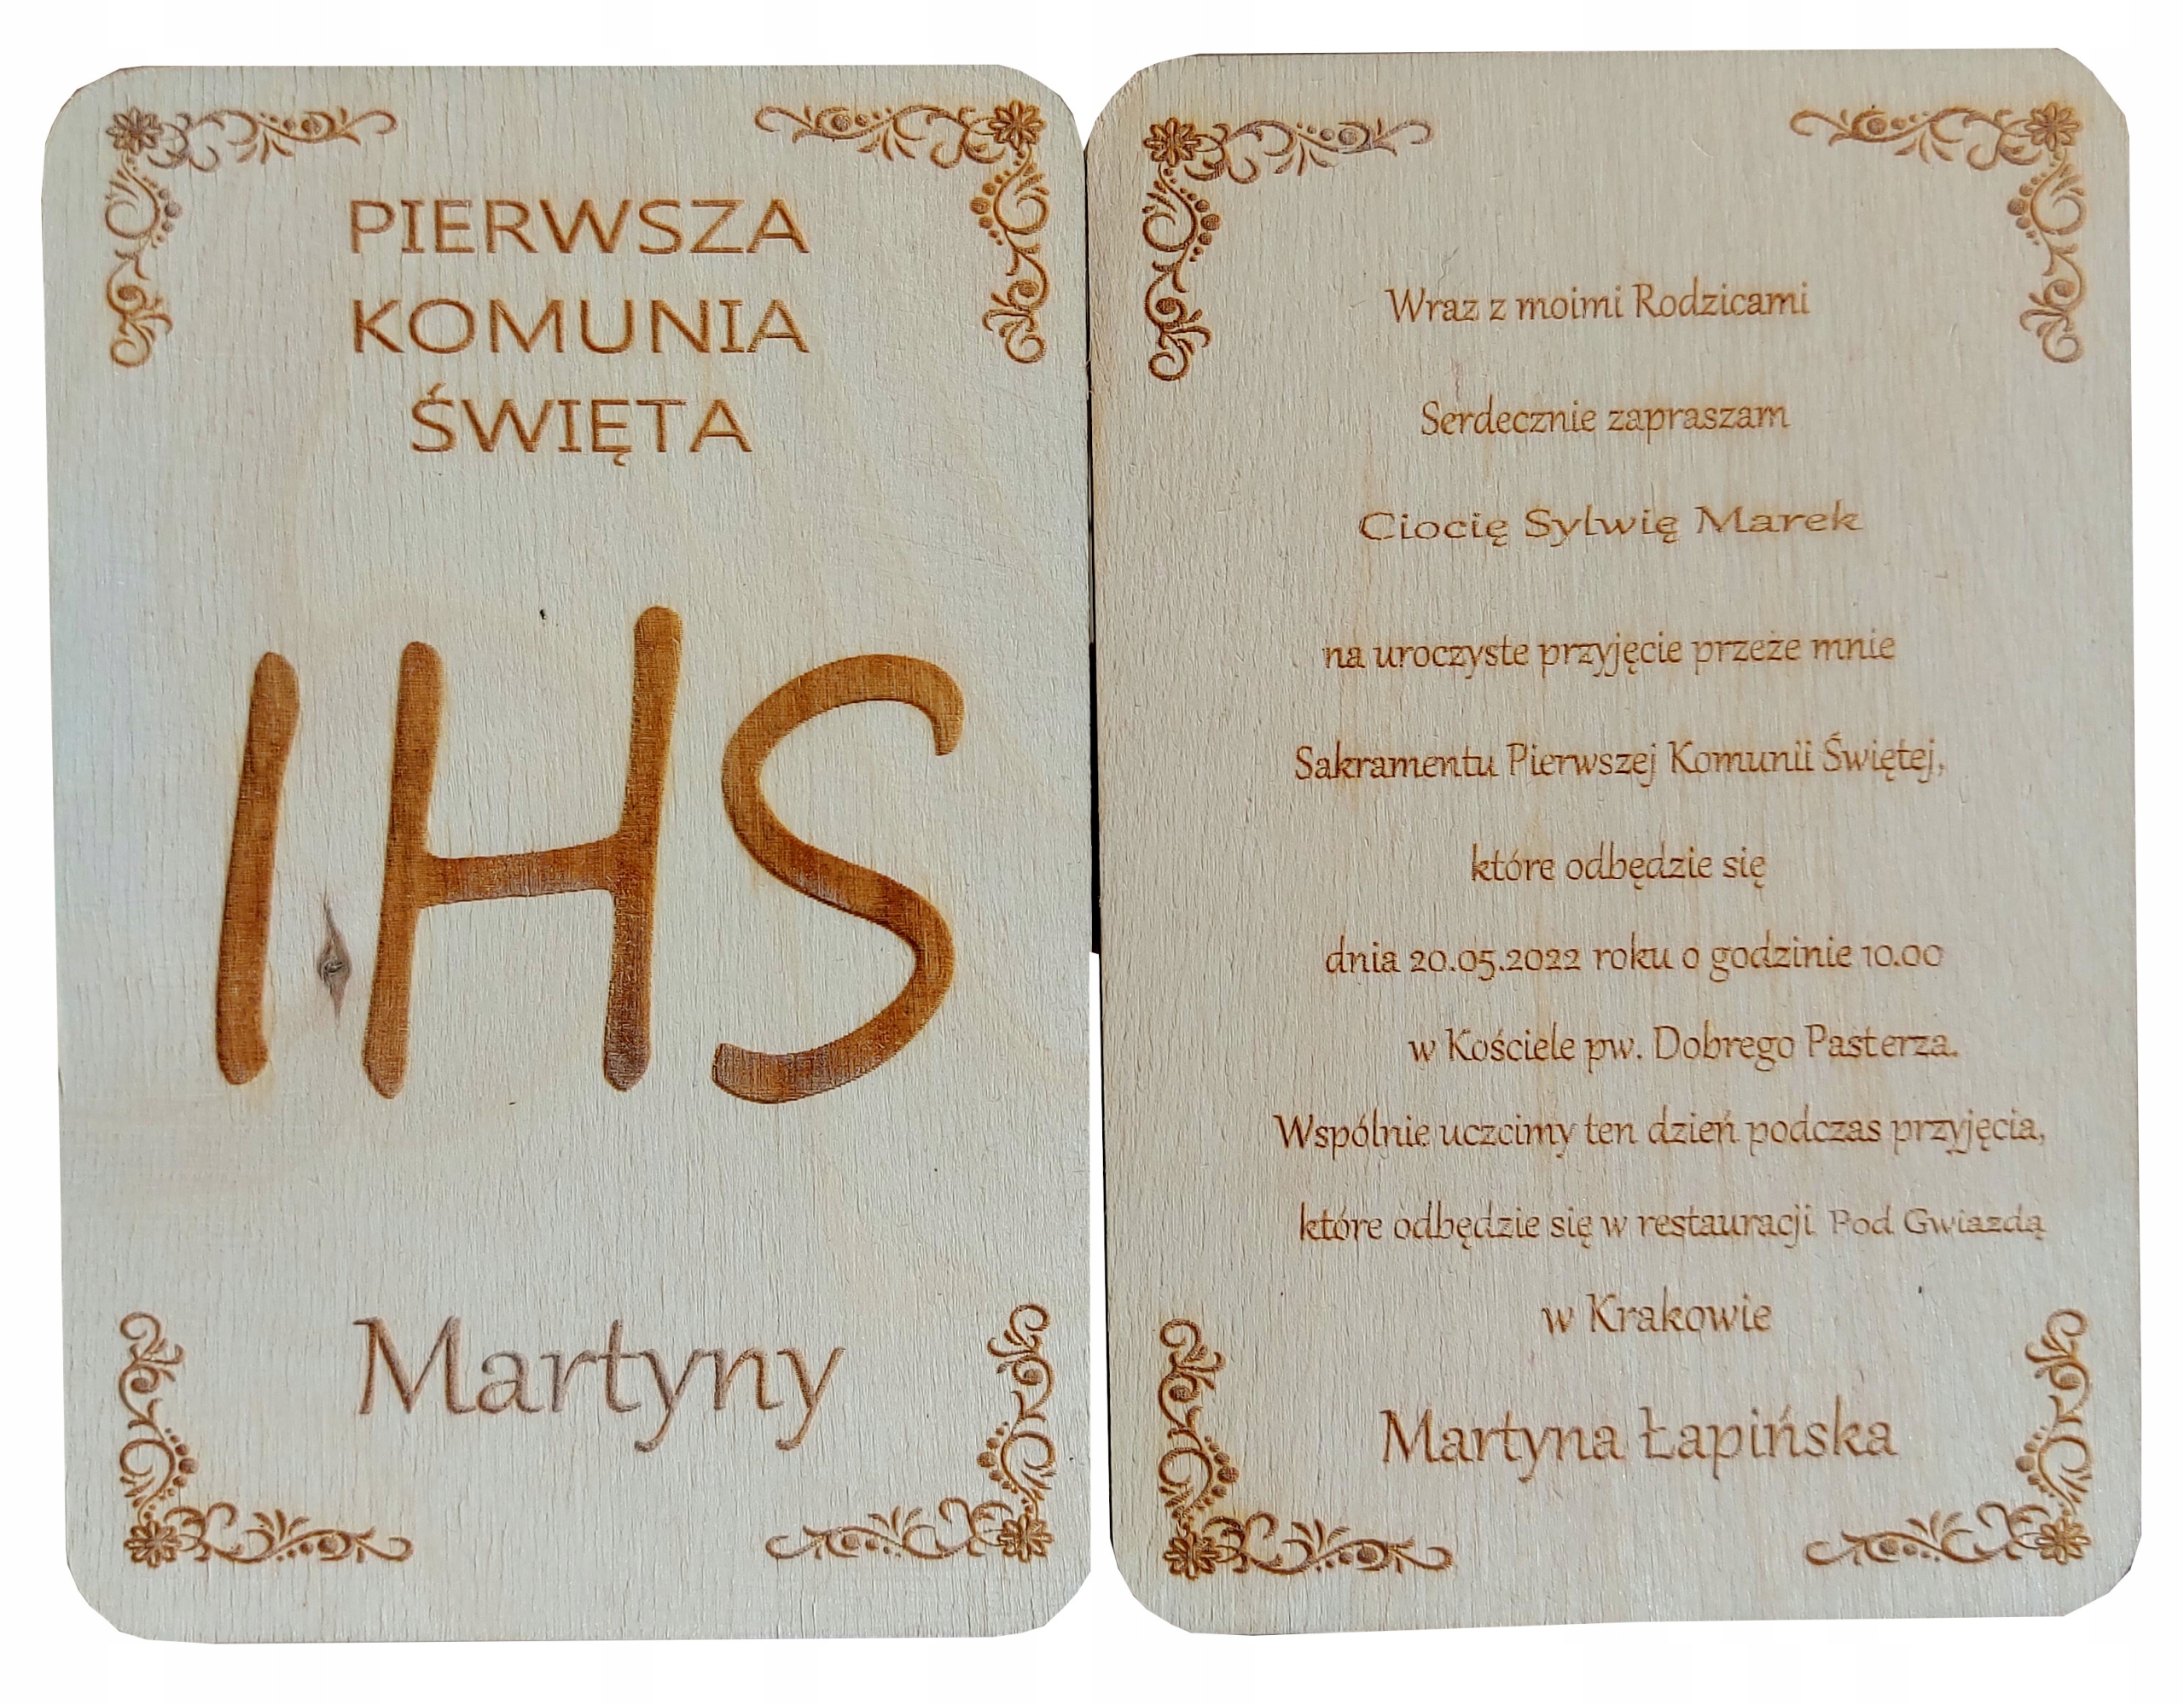 PIERWSZA
KOMUNIA
ŚWIĘTA
IHS
Martyny
Wraz z moimi Rodzicami
Serdecznie zapraszam
Ciocię Sylwię Marek
na uroczyste przyjęcie przeze mnie
Sakramentu Pierwszej Komunii Świętej,
które odbędzie się
dnia 20.05.2022 roku o godzinie 10.00
w Kościele pw. Dobrego Pasterza.
Wspólnie uczcimy ten dzień podczas przyjęcia,
które odbędzie się w restauracji Pod Gwiazdą
w Krakowie
Martyna Łapińska